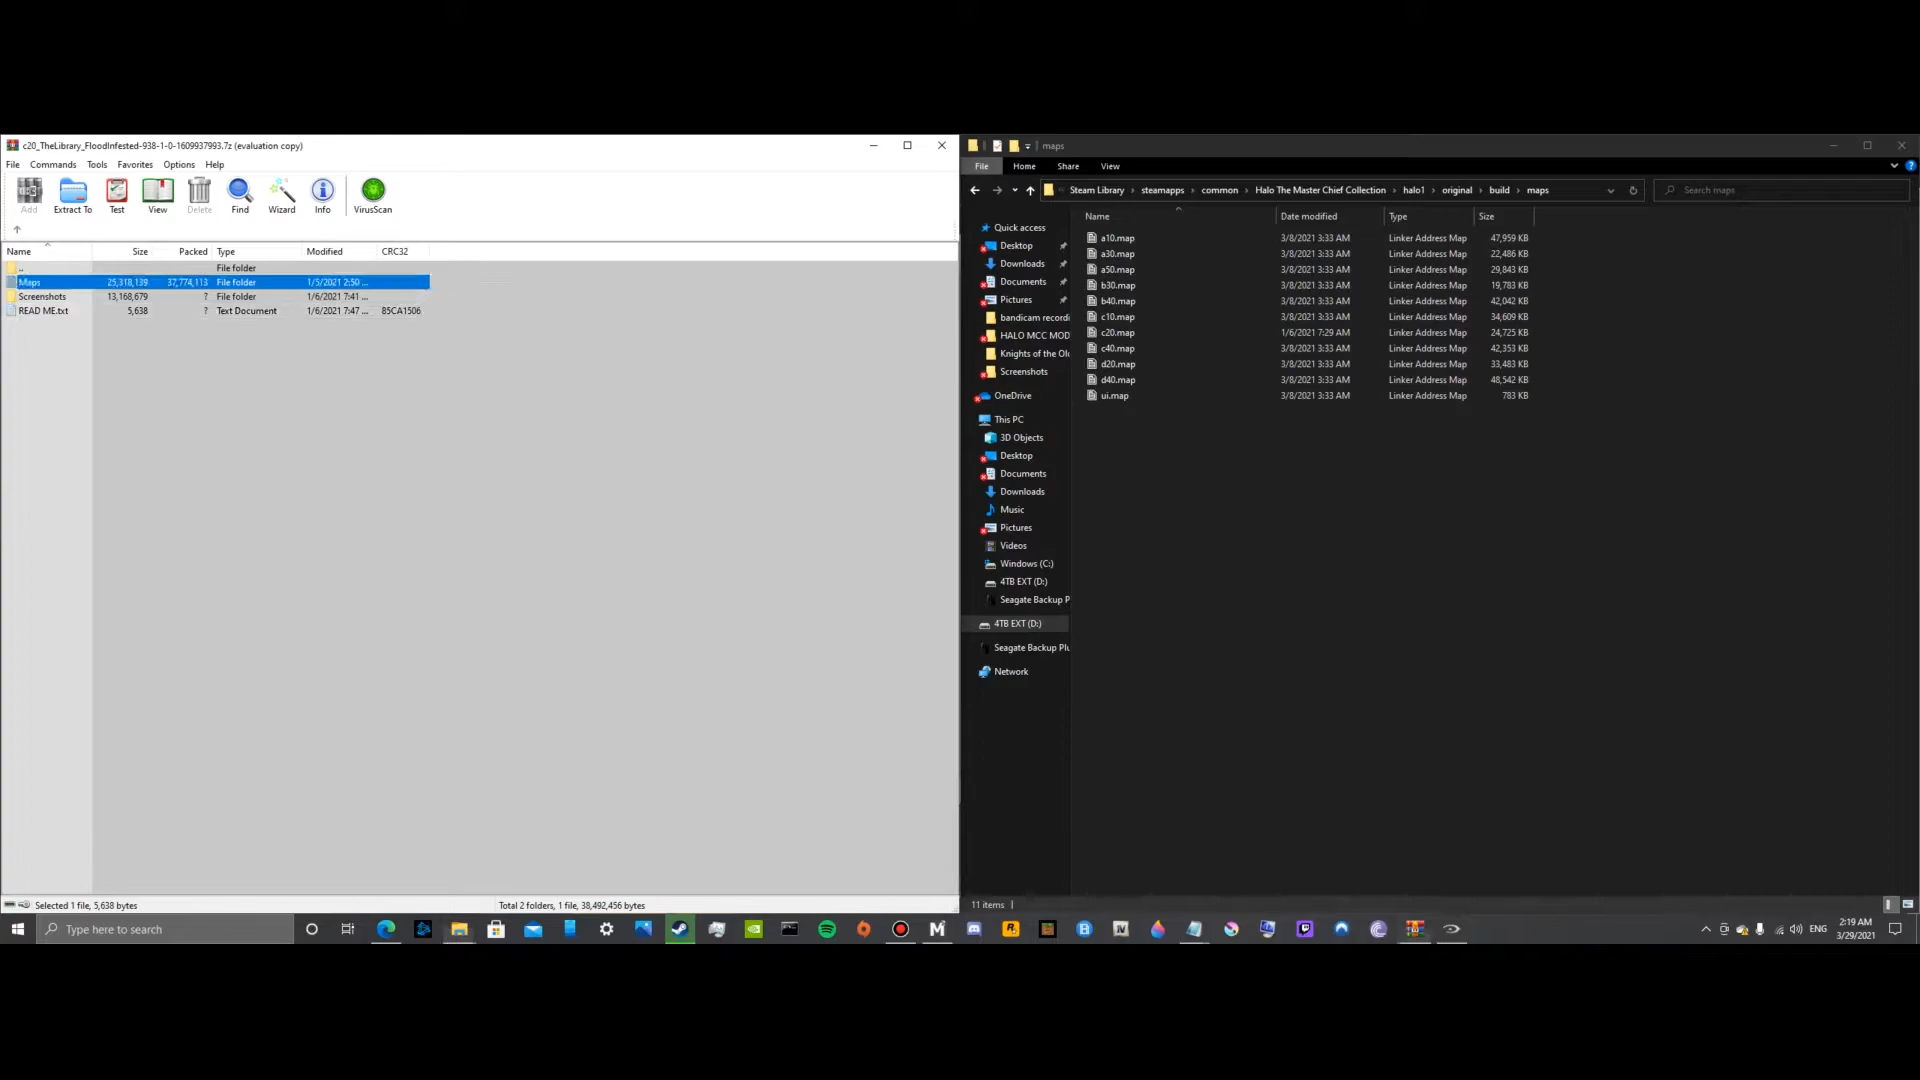 c20_TheLibrary_FloodInfested-938-1-0-1609937993.7z (evaluation copy)
File Commands Tools Favorites Options Help
Add Extract To Test View Delete Find Wizard Info VirusScan
Name Size Packed Type Modified CRC32
.. File folder
Maps 25,318,139 37,774,113 File folder 1/5/2021 2:50 ...
Screenshots 13,168,679 ? File folder 1/6/2021 7:41 ...
READ ME.txt 5,638 ? Text Document 1/6/2021 7:47 ... 85CA1506
Selected 1 file, 5,638 bytes Total 2 folders, 1 file, 38,492,456 bytes
maps
File Home Share View
Steam Library › steamapps › common › Halo The Master Chief Collection › halo1 › original › build › maps
Search maps
Name Date modified Type Size
a10.map 3/8/2021 3:33 AM Linker Address Map 47,959 KB
a30.map 3/8/2021 3:33 AM Linker Address Map 22,486 KB
a50.map 3/8/2021 3:33 AM Linker Address Map 29,843 KB
b30.map 3/8/2021 3:33 AM Linker Address Map 19,783 KB
b40.map 3/8/2021 3:33 AM Linker Address Map 42,042 KB
c10.map 3/8/2021 3:33 AM Linker Address Map 34,609 KB
c20.map 1/6/2021 7:29 AM Linker Address Map 24,725 KB
c40.map 3/8/2021 3:33 AM Linker Address Map 42,353 KB
d20.map 3/8/2021 3:33 AM Linker Address Map 33,483 KB
d40.map 3/8/2021 3:33 AM Linker Address Map 48,542 KB
ui.map 3/8/2021 3:33 AM Linker Address Map 783 KB
Quick access
Desktop
Downloads
Documents
Pictures
bandicam recordi
HALO MCC MOD
Knights of the Ol
Screenshots
OneDrive
This PC
3D Objects
Desktop
Documents
Downloads
Music
Pictures
Videos
Windows (C:)
4TB EXT (D:)
Seagate Backup P
4TB EXT (D:)
Seagate Backup Plu
Network
11 items
Type here to search
ENG
2:19 AM
3/29/2021